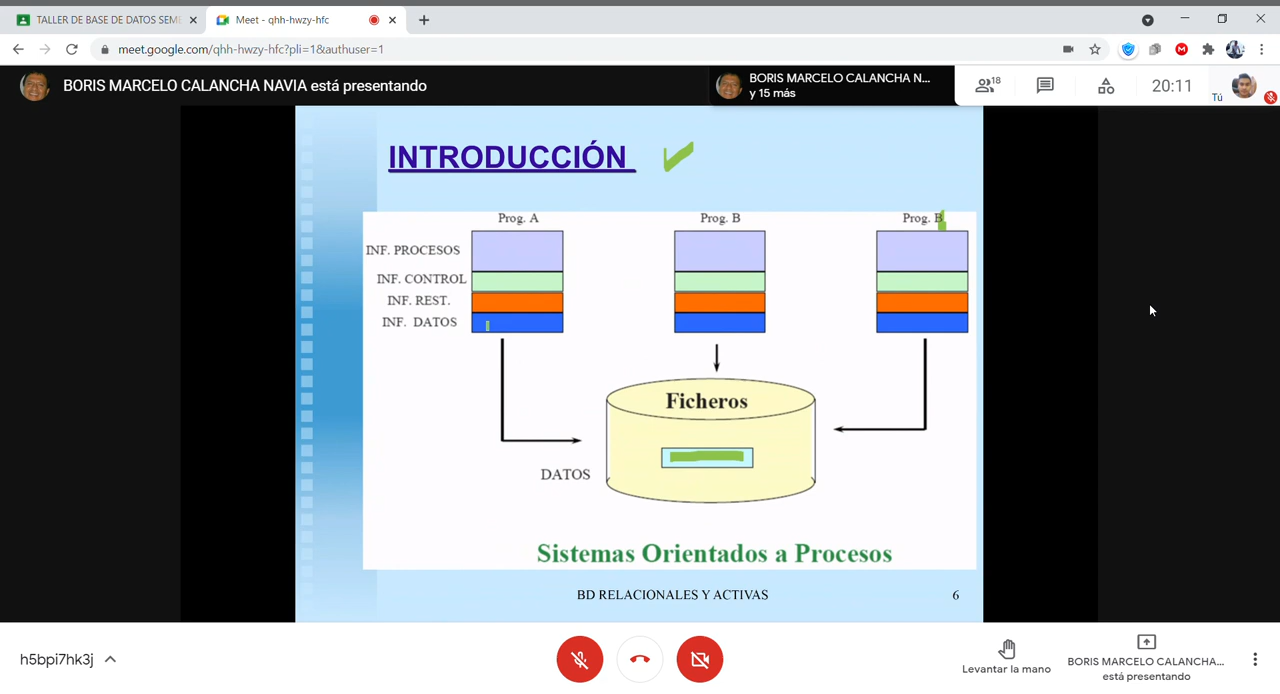 TALLER DE BASE DE DATOS SEM
Meet - qhh-hwzy-hfc
meet.google.com/qhh-hwzy-hfc?pli=1&authuser=1
BORIS MARCELO CALANCHA NAVIA está presentando
BORIS MARCELO CALANCHA N...
y 15 más
18
20:11
Tú
INTRODUCCIÓN
Prog. A
Prog. B
Prog. B
INF. PROCESOS
INF. CONTROL
INF. REST.
INF. DATOS
Ficheros
DATOS
Sistemas Orientados a Procesos
BD RELACIONALES Y ACTIVAS
6
h5bpi7hk3j
Levantar la mano
BORIS MARCELO CALANCHA...
está presentando